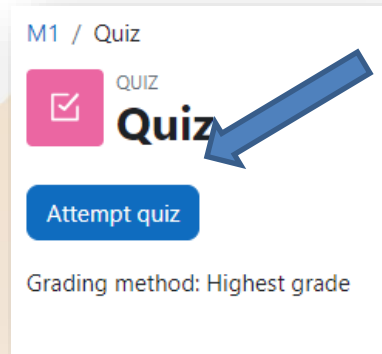 M1 / Quiz
QUIZ
Quiz
Attempt quiz
Grading method: Highest grade